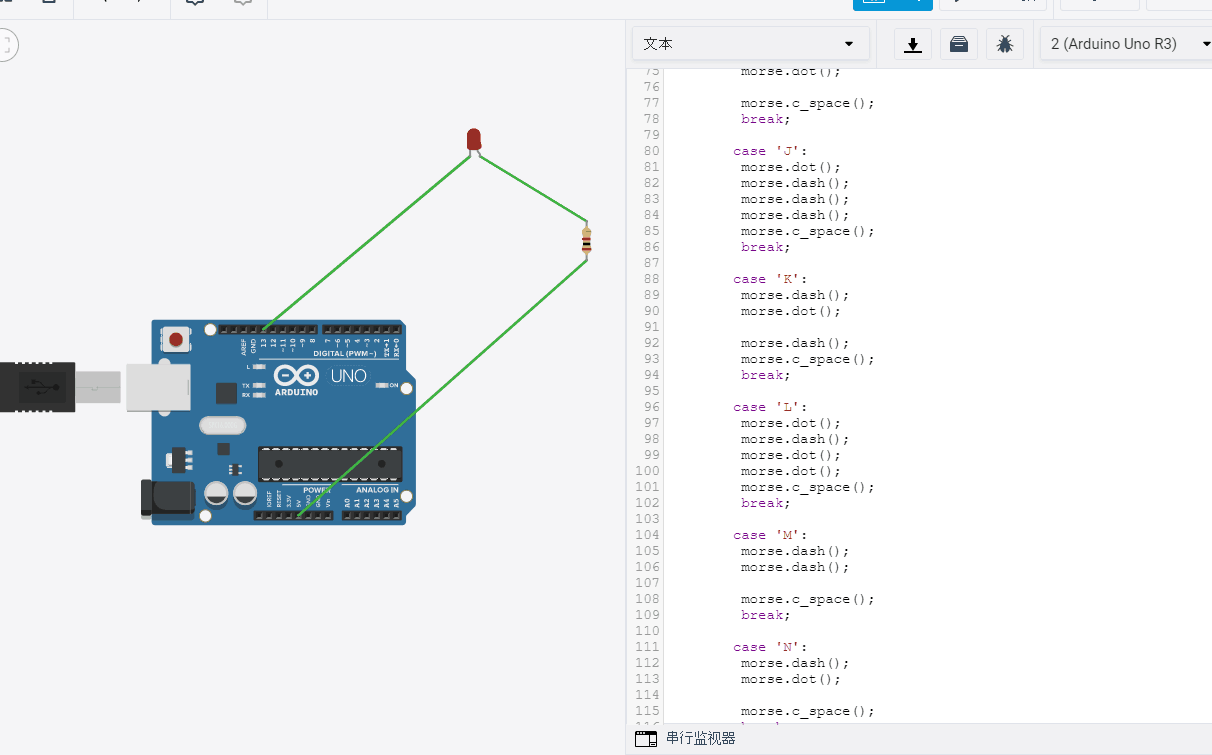 文本
2 (Arduino Uno R3)
75 morse.dot();
76
77 morse.c_space();
78 break;
79
80 case 'J':
81 morse.dot();
82 morse.dash();
83 morse.dash();
84 morse.dash();
85 morse.c_space();
86 break;
87
88 case 'K':
89 morse.dash();
90 morse.dot();
91
92 morse.dash();
93 morse.c_space();
94 break;
95
96 case 'L':
97 morse.dot();
98 morse.dash();
99 morse.dot();
100 morse.dot();
101 morse.c_space();
102 break;
103
104 case 'M':
105 morse.dash();
106 morse.dash();
107
108 morse.c_space();
109 break;
110
111 case 'N':
112 morse.dash();
113 morse.dot();
114
115 morse.c_space();
串行监视器
AREF
GND
13
12
~11
~10
~9
8
7
~6
~5
4
~3
2
TX→1
RX←0
DIGITAL (PWM~)
L
TX
RX
ARDUINO
UNO
ON
IOREF
RESET
3.3V
5V
Vin
POWER
ANALOG IN
A0
A1
A2
A3
A4
A5